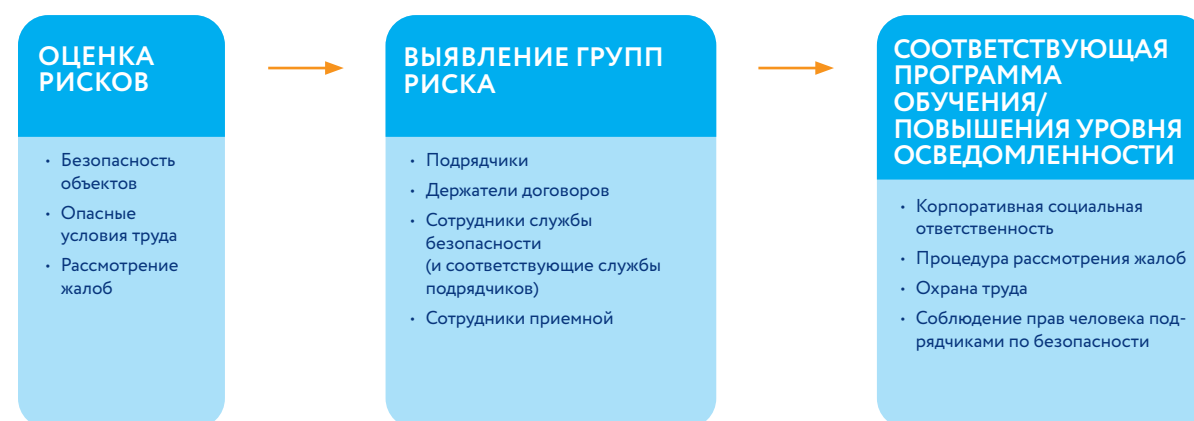 ОЦЕНКА
РИСКОВ
• Безопасность
объектов
• Опасные
условия труда
• Рассмотрение
жалоб
ВЫЯВЛЕНИЕ ГРУПП
РИСКА
• Подрядчики
• Держатели договоров
• Сотрудники службы
безопасности
(и соответствующие службы
подрядчиков)
• Сотрудники приемной
СООТВЕТСТВУЮЩАЯ
ПРОГРАММА
ОБУЧЕНИЯ/
ПОВЫШЕНИЯ УРОВНЯ
ОСВЕДОМЛЕННОСТИ
• Корпоративная социальная
ответственность
• Процедура рассмотрения жалоб
• Охрана труда
• Соблюдение прав человека под-
рядчиками по безопасности